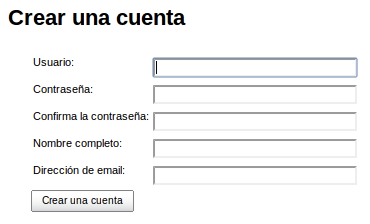 Crear una cuenta
Usuario:
Contraseña:
Confirma la contraseña:
Nombre completo:
Dirección de email:
Crear una cuenta